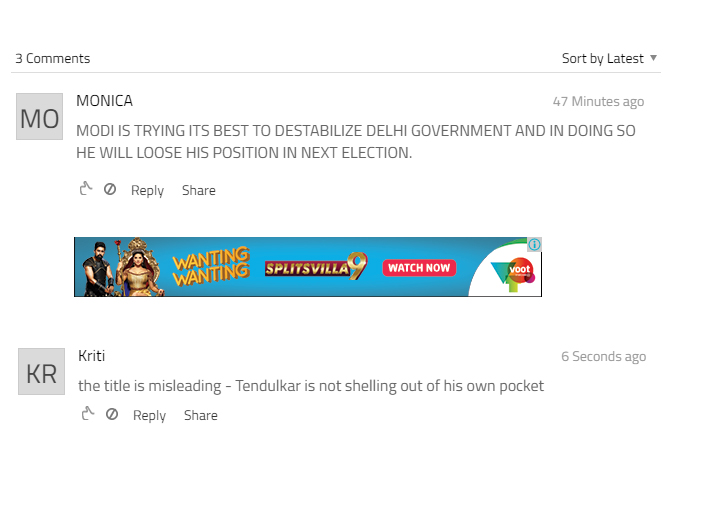 3 Comments
Sort by Latest
MO
MONICA
47 Minutes ago
MODI IS TRYING ITS BEST TO DESTABILIZE DELHI GOVERNMENT AND IN DOING SO
HE WILL LOOSE HIS POSITION IN NEXT ELECTION.
Reply Share
WANTING
WANTING
SPLITSVILLA 9
WATCH NOW
voot
KR
Kriti
6 Seconds ago
the title is misleading - Tendulkar is not shelling out of his own pocket
Reply Share